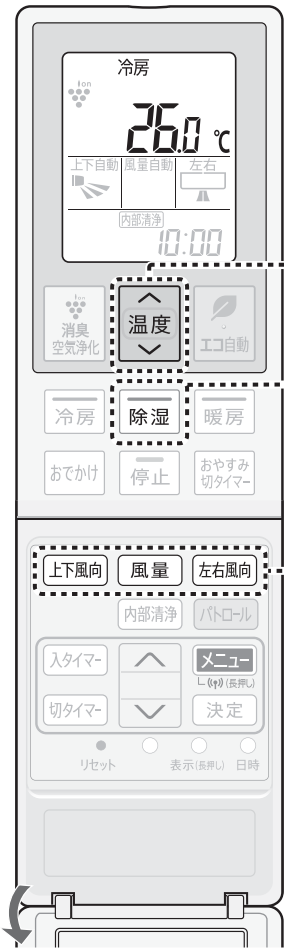 冷房
ion
26.0 ℃
上下自動 風量自動 左右
内部清浄
10:00
ion
消臭
空気浄化
温度
エコ自動
冷房 除湿 暖房
おでかけ 停止 おやすみ
切タイマー
上下風向 風量 左右風向
内部清浄 パトロール
入タイマー メニュー
(長押し)
切タイマー 決定
リセット 表示(長押し) 日時